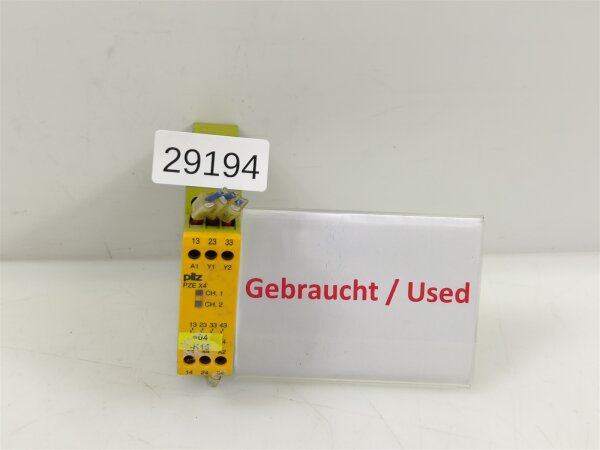 29194
13 23 33
A1 Y1 Y2
pilz
PZE X4
CH. 1
CH. 2
Gebraucht / Used
13 23 33 43
A2
14 24